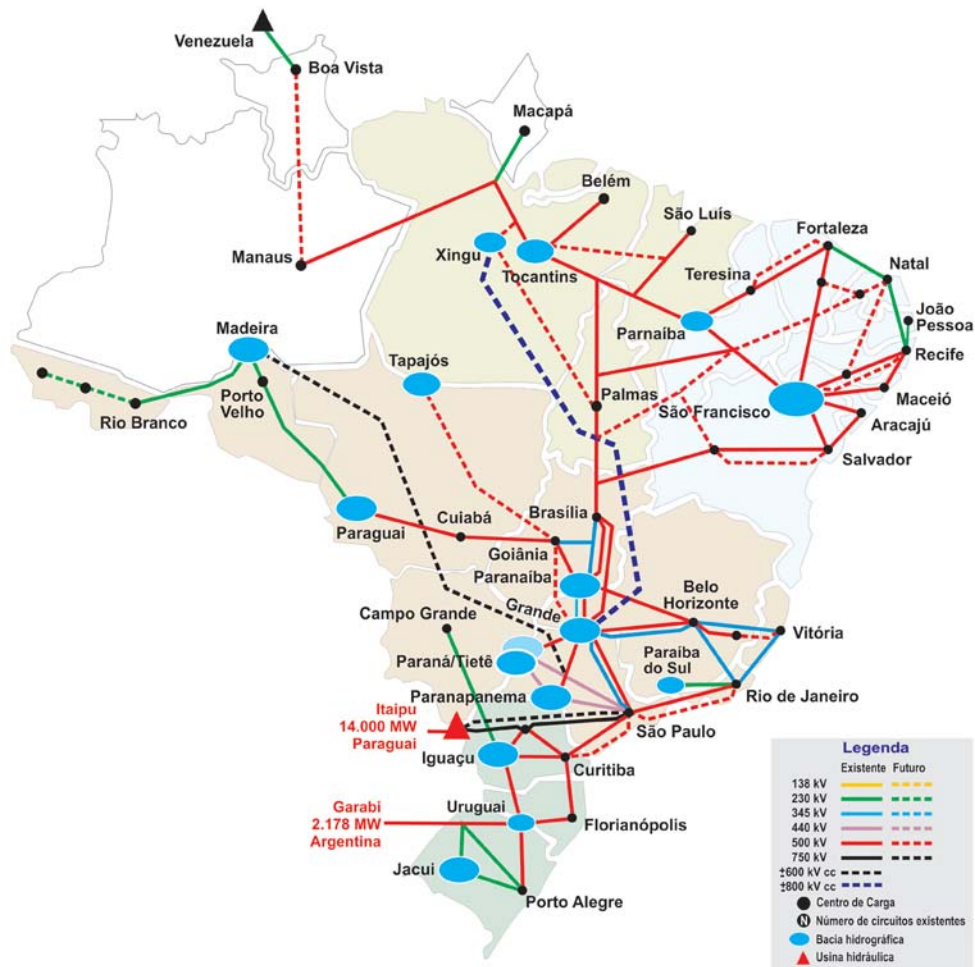 Venezuela
Boa Vista
Macapá
Belém
São Luís
Fortaleza
Manaus
Xingu
Tocantins
Teresina
Natal
João
Pessoa
Madeira
Parnaíba
Recife
Tapajós
Porto
Velho
Palmas
São Francisco
Maceió
Rio Branco
Aracajú
Salvador
Cuiabá
Brasília
Paraguai
Goiânia
Paranaíba
Belo
Horizonte
Campo Grande
Grande
Vitória
Paraná/Tietê
Paraíba
do Sul
Paranapanema
Rio de Janeiro
Itaipu
14.000 MW
Paraguai
São Paulo
Iguaçu
Curitiba
Garabi
2.178 MW
Argentina
Uruguai
Florianópolis
Jacui
Porto Alegre
Legenda
Existente Futuro
138 kV
230 kV
345 kV
440 kV
500 kV
750 kV
±600 kV cc
±800 kV cc
Centro de Carga
N Número de circuitos existentes
Bacia hidrográfica
Usina hidráulica